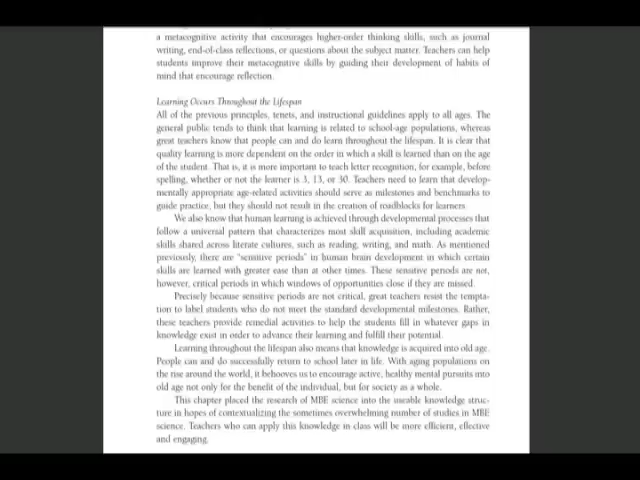 a metacognitive activity that encourages higher-order thinking skills, such as journal
writing, end-of-class reflections, or questions about the subject matter. Teachers can help
students improve their metacognitive skills by guiding their development of habits of
mind that encourage reflection.
Learning Occurs Throughout the Lifespan
All of the previous principles, tenets, and instructional guidelines apply to all ages. The
general public tends to think that learning is related to school-age populations, whereas
great teachers know that people can and do learn throughout the lifespan. It is clear that
quality learning is more dependent on the order in which a skill is learned than on the age
of the student. That is, it is more important to teach letter recognition, for example, before
spelling, whether or not the learner is 3, 13, or 30. Teachers need to learn that develop-
mentally appropriate age-related activities should serve as milestones and benchmarks to
guide practice, but they should not result in the creation of roadblocks for learners.
We also know that human learning is achieved through developmental processes that
follow a universal pattern that characterizes most skill acquisition, including academic
skills shared across literate cultures, such as reading, writing, and math. As mentioned
previously, there are "sensitive periods" in human brain development in which certain
skills are learned with greater ease than at other times. These sensitive periods are not,
however, critical periods in which windows of opportunities close if they are missed.
Precisely because sensitive periods are not critical, great teachers resist the tempta-
tion to label students who do not meet the standard developmental milestones. Rather,
these teachers provide remedial activities to help the students fill in whatever gaps in
knowledge exist in order to advance their learning and fulfill their potential.
Learning throughout the lifespan also means that knowledge is acquired into old age.
People can and do successfully return to school later in life. With aging populations on
the rise around the world, it behooves us to encourage active, healthy mental pursuits into
old age not only for the benefit of the individual, but for society as a whole.
This chapter placed the research of MBE science into the useable knowledge struc-
ture in hopes of contextualizing the sometimes overwhelming number of studies in MBE
science. Teachers who can apply this knowledge in class will be more efficient, effective
and engaging.